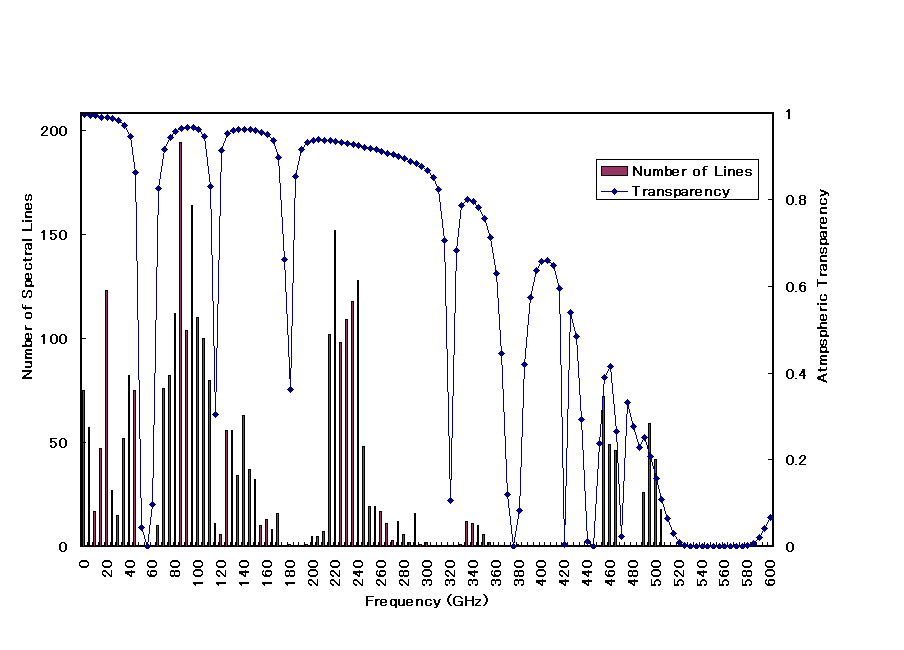 200
150
100
50
0
Number of Spectral Lines
1
0.8
0.6
0.4
0.2
0
Atmpspheric Transparency
Number of Lines
Transparency
0 20 40 60 80 100 120 140 160 180 200 220 240 260 280 300 320 340 360 380 400 420 440 460 480 500 520 540 560 580 600
Frequency (GHz)